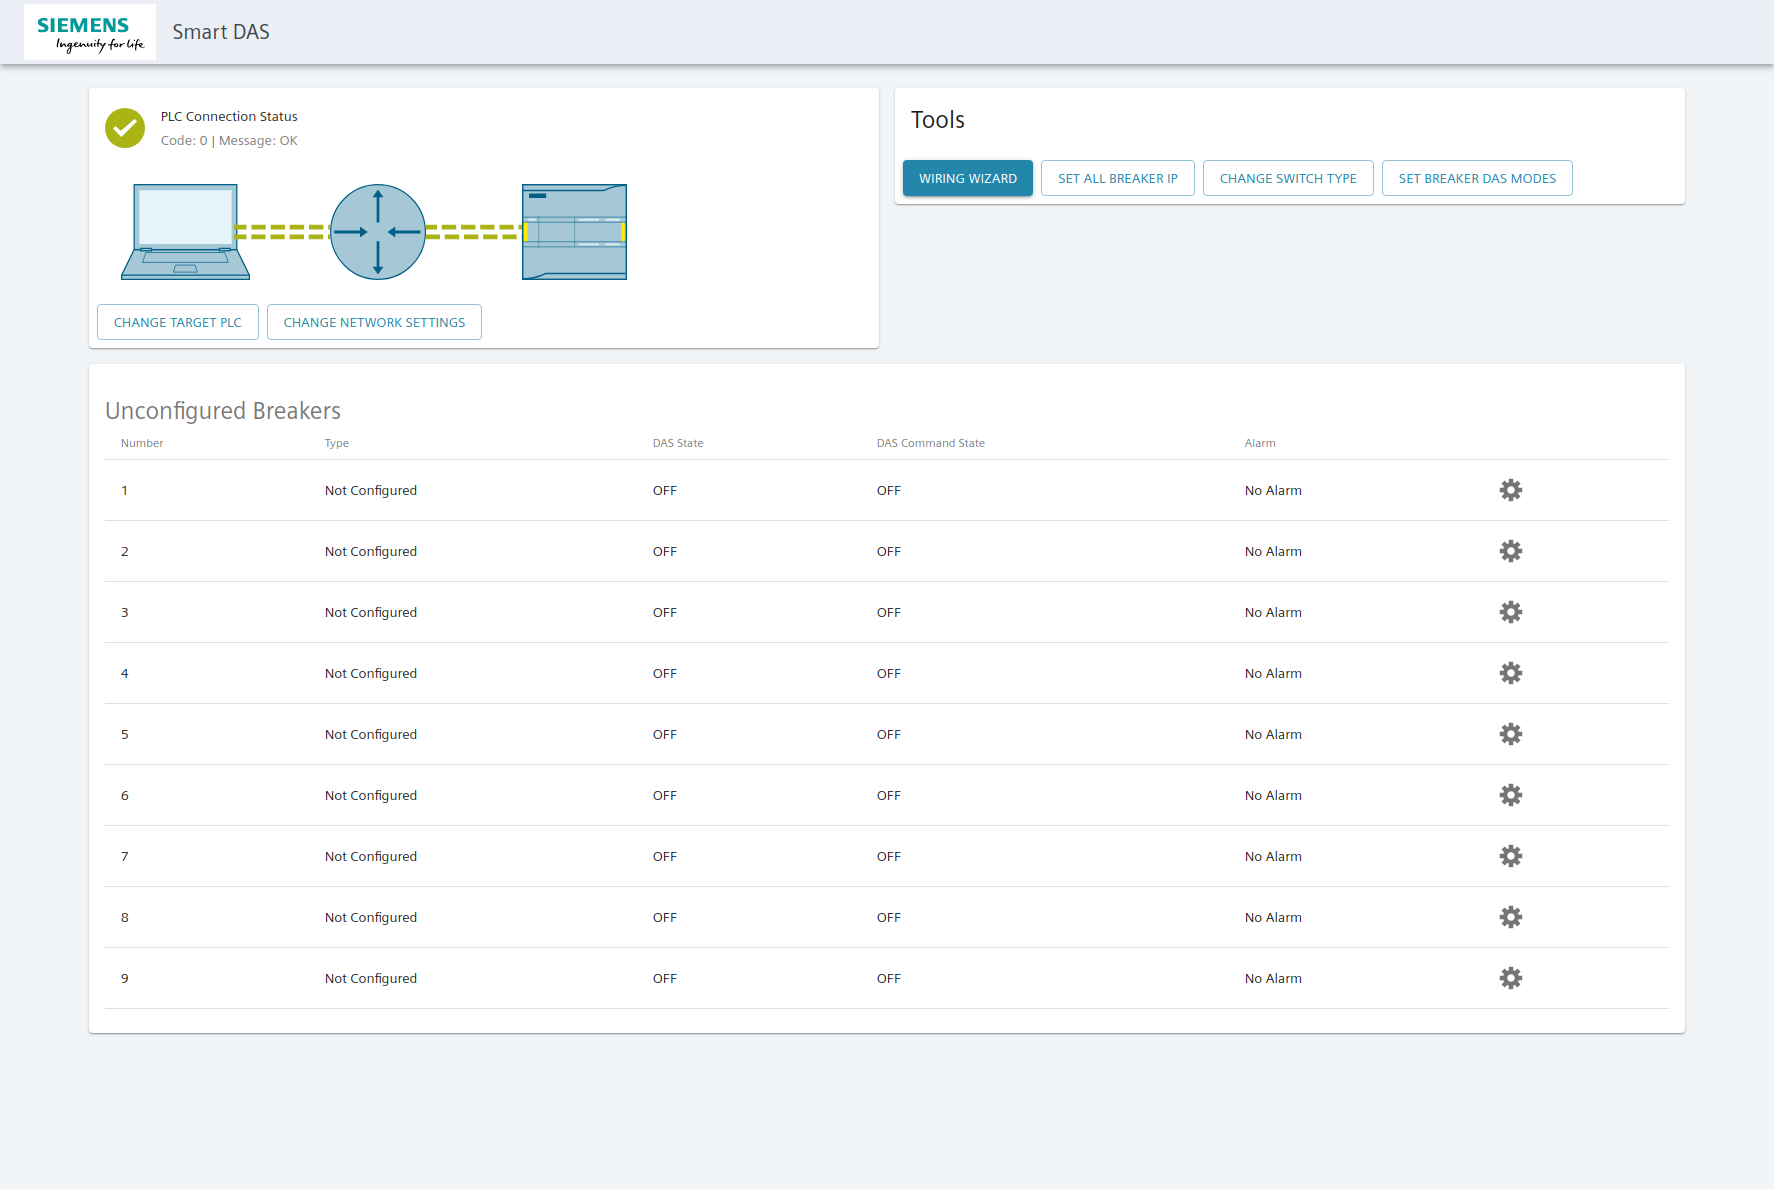 SIEMENS
Ingenuity for life
Smart DAS
PLC Connection Status
Code: 0 | Message: OK
CHANGE TARGET PLC
CHANGE NETWORK SETTINGS
Tools
WIRING WIZARD
SET ALL BREAKER IP
CHANGE SWITCH TYPE
SET BREAKER DAS MODES
Unconfigured Breakers
Number Type DAS State DAS Command State Alarm
1 Not Configured OFF OFF No Alarm
2 Not Configured OFF OFF No Alarm
3 Not Configured OFF OFF No Alarm
4 Not Configured OFF OFF No Alarm
5 Not Configured OFF OFF No Alarm
6 Not Configured OFF OFF No Alarm
7 Not Configured OFF OFF No Alarm
8 Not Configured OFF OFF No Alarm
9 Not Configured OFF OFF No Alarm